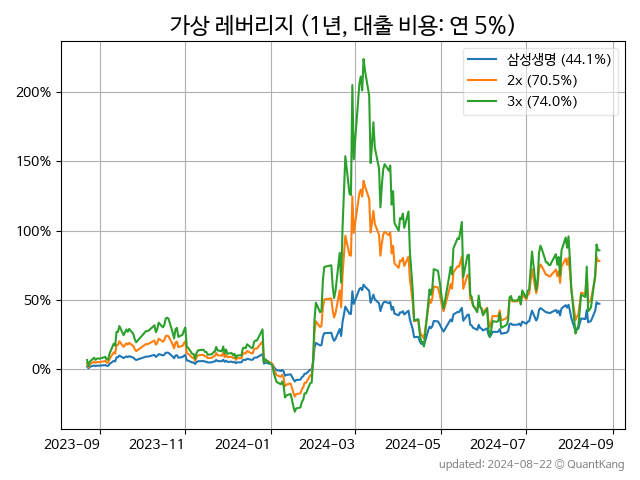 가상 레버리지 (1년, 대출 비용: 연 5%)
삼성생명 (44.1%)
2x (70.5%)
3x (74.0%)
200%
150%
100%
50%
0%
2023-09 2023-11 2024-01 2024-03 2024-05 2024-07 2024-09
updated: 2024-08-22 © QuantKang